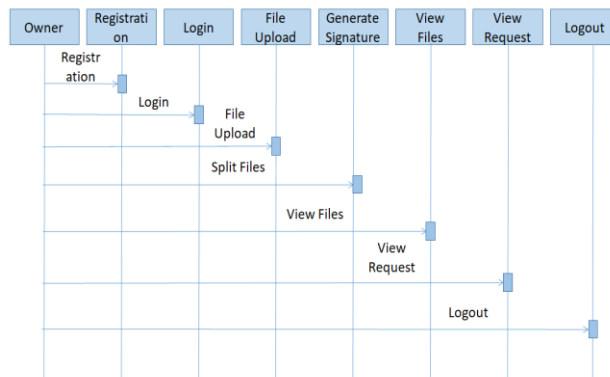 Owner
Registrati
on
Login
File
Upload
Generate
Signature
View
Files
View
Request
Logout
Registr
ation
Login
File
Upload
Split Files
View Files
View
Request
Logout